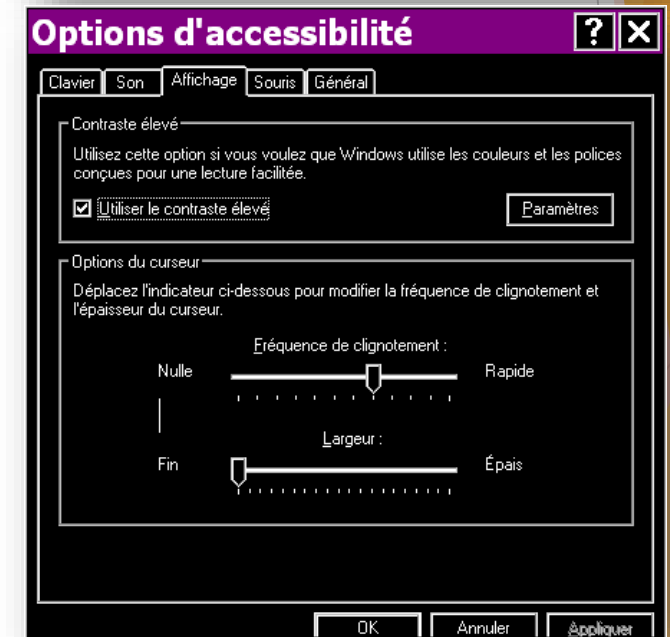 Options d'accessibilité
Clavier Son Affichage Souris Général
Contraste élevé
Utilisez cette option si vous voulez que Windows utilise les couleurs et les polices
conçues pour une lecture facilitée.
Utiliser le contraste élevé Paramètres
Options du curseur
Déplacez l'indicateur ci-dessous pour modifier la fréquence de clignotement et
l'épaisseur du curseur.
Fréquence de clignotement :
Nulle Rapide
Largeur :
Fin Épais
OK Annuler Appliquer